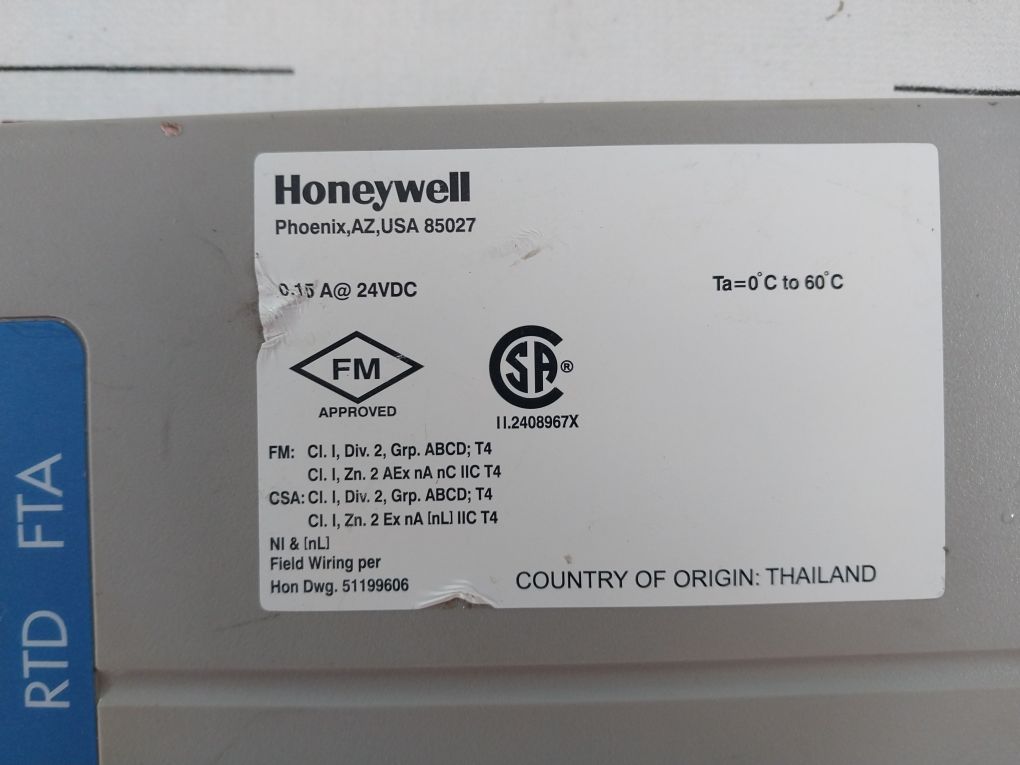 Honeywell
Phoenix,AZ,USA 85027
0.15 A@ 24VDC
Ta=0°C to 60°C
FM
APPROVED
CSA®
II.2408967X
FM: Cl. I, Div. 2, Grp. ABCD; T4
Cl. I, Zn. 2 AEx nA nC IIC T4
CSA: Cl. I, Div. 2, Grp. ABCD; T4
Cl. I, Zn. 2 Ex nA [nL] IIC T4
NI & [nL]
Field Wiring per
Hon Dwg. 51199606
COUNTRY OF ORIGIN: THAILAND
RTD FTA